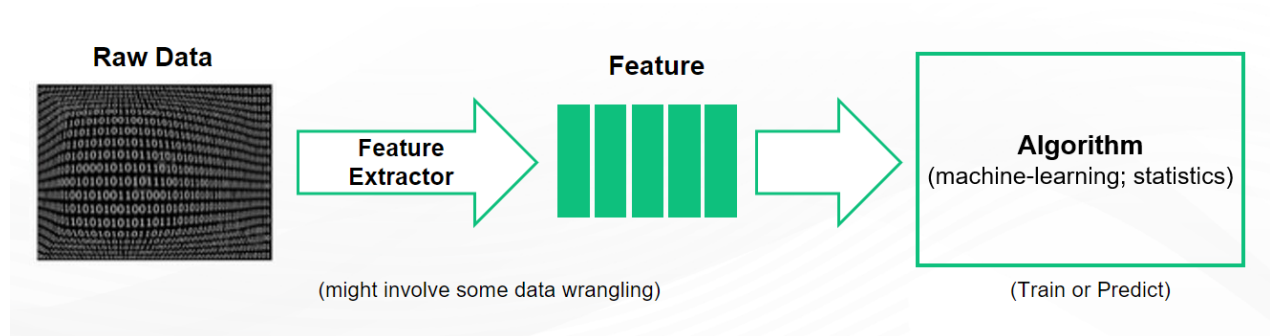 Raw Data
Feature
Extractor
(might involve some data wrangling)
Feature
Algorithm
(machine-learning; statistics)
(Train or Predict)